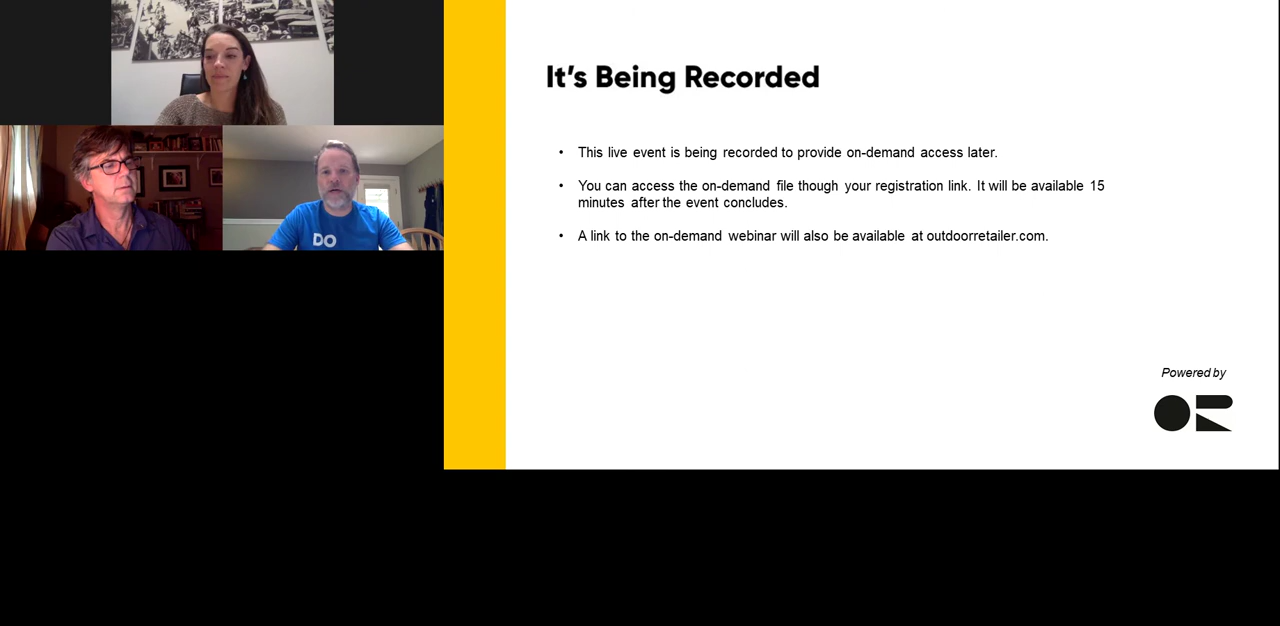 DO
It's Being Recorded
• This live event is being recorded to provide on-demand access later.
• You can access the on-demand file though your registration link. It will be available 15
minutes after the event concludes.
• A link to the on-demand webinar will also be available at outdoorretailer.com.
Powered by
OR